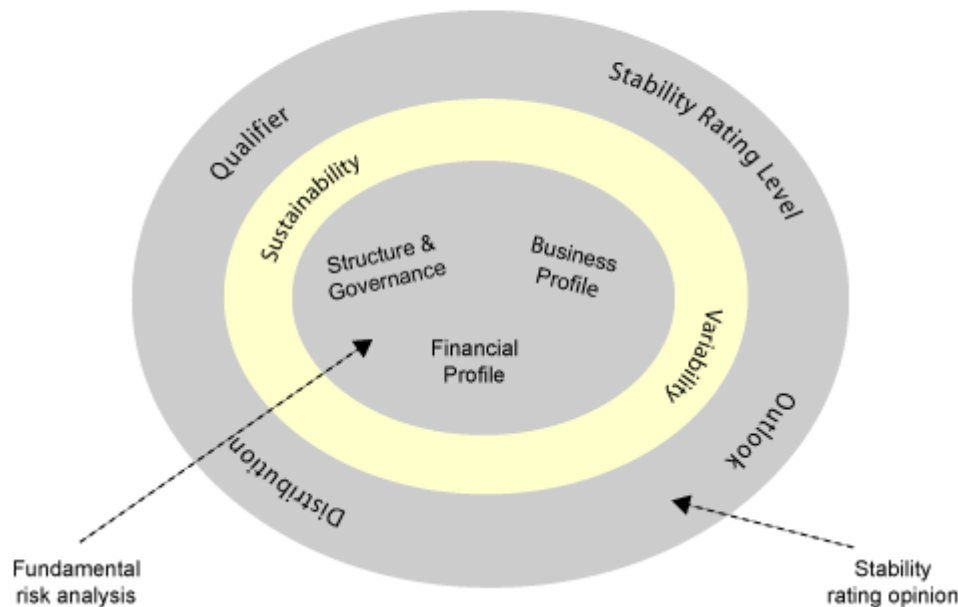 Qualifier
Stability Rating Level
Sustainability
Structure &
Governance
Business
Profile
Financial
Profile
Variability
Outlook
Distribution
Fundamental
risk analysis
Stability
rating opinion